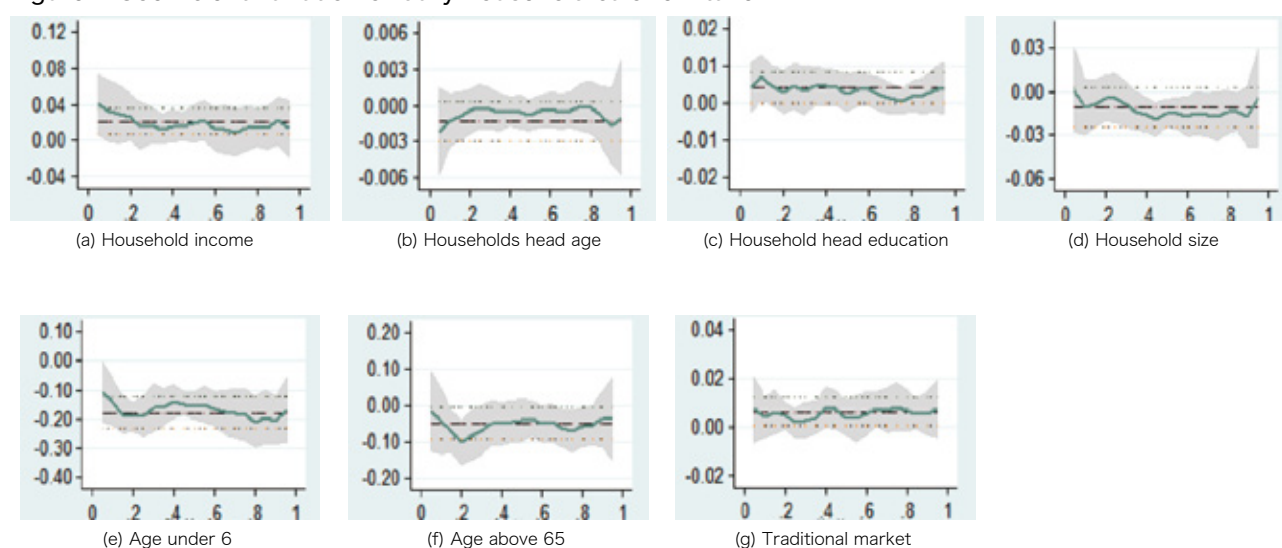 0.12
0.08
0.04
0.00
-0.04
0 .2 .4 .6 .8 1
(a) Household income
0.006
0.003
0.000
-0.003
-0.006
0 .2 .4 .6 .8 1
(b) Households head age
0.02
0.01
0.00
-0.01
-0.02
0 .2 .4 .6 .8 1
(c) Household head education
0.03
0.00
-0.03
-0.06
0 .2 .4 .6 .8 1
(d) Household size
0.10
0.00
-0.10
-0.20
-0.30
-0.40
0 .2 .4 .6 .8 1
(e) Age under 6
0.20
0.10
0.00
-0.10
-0.20
0 .2 .4 .6 .8 1
(f) Age above 65
0.04
0.02
0.00
-0.02
0 .2 .4 .6 .8 1
(g) Traditional market